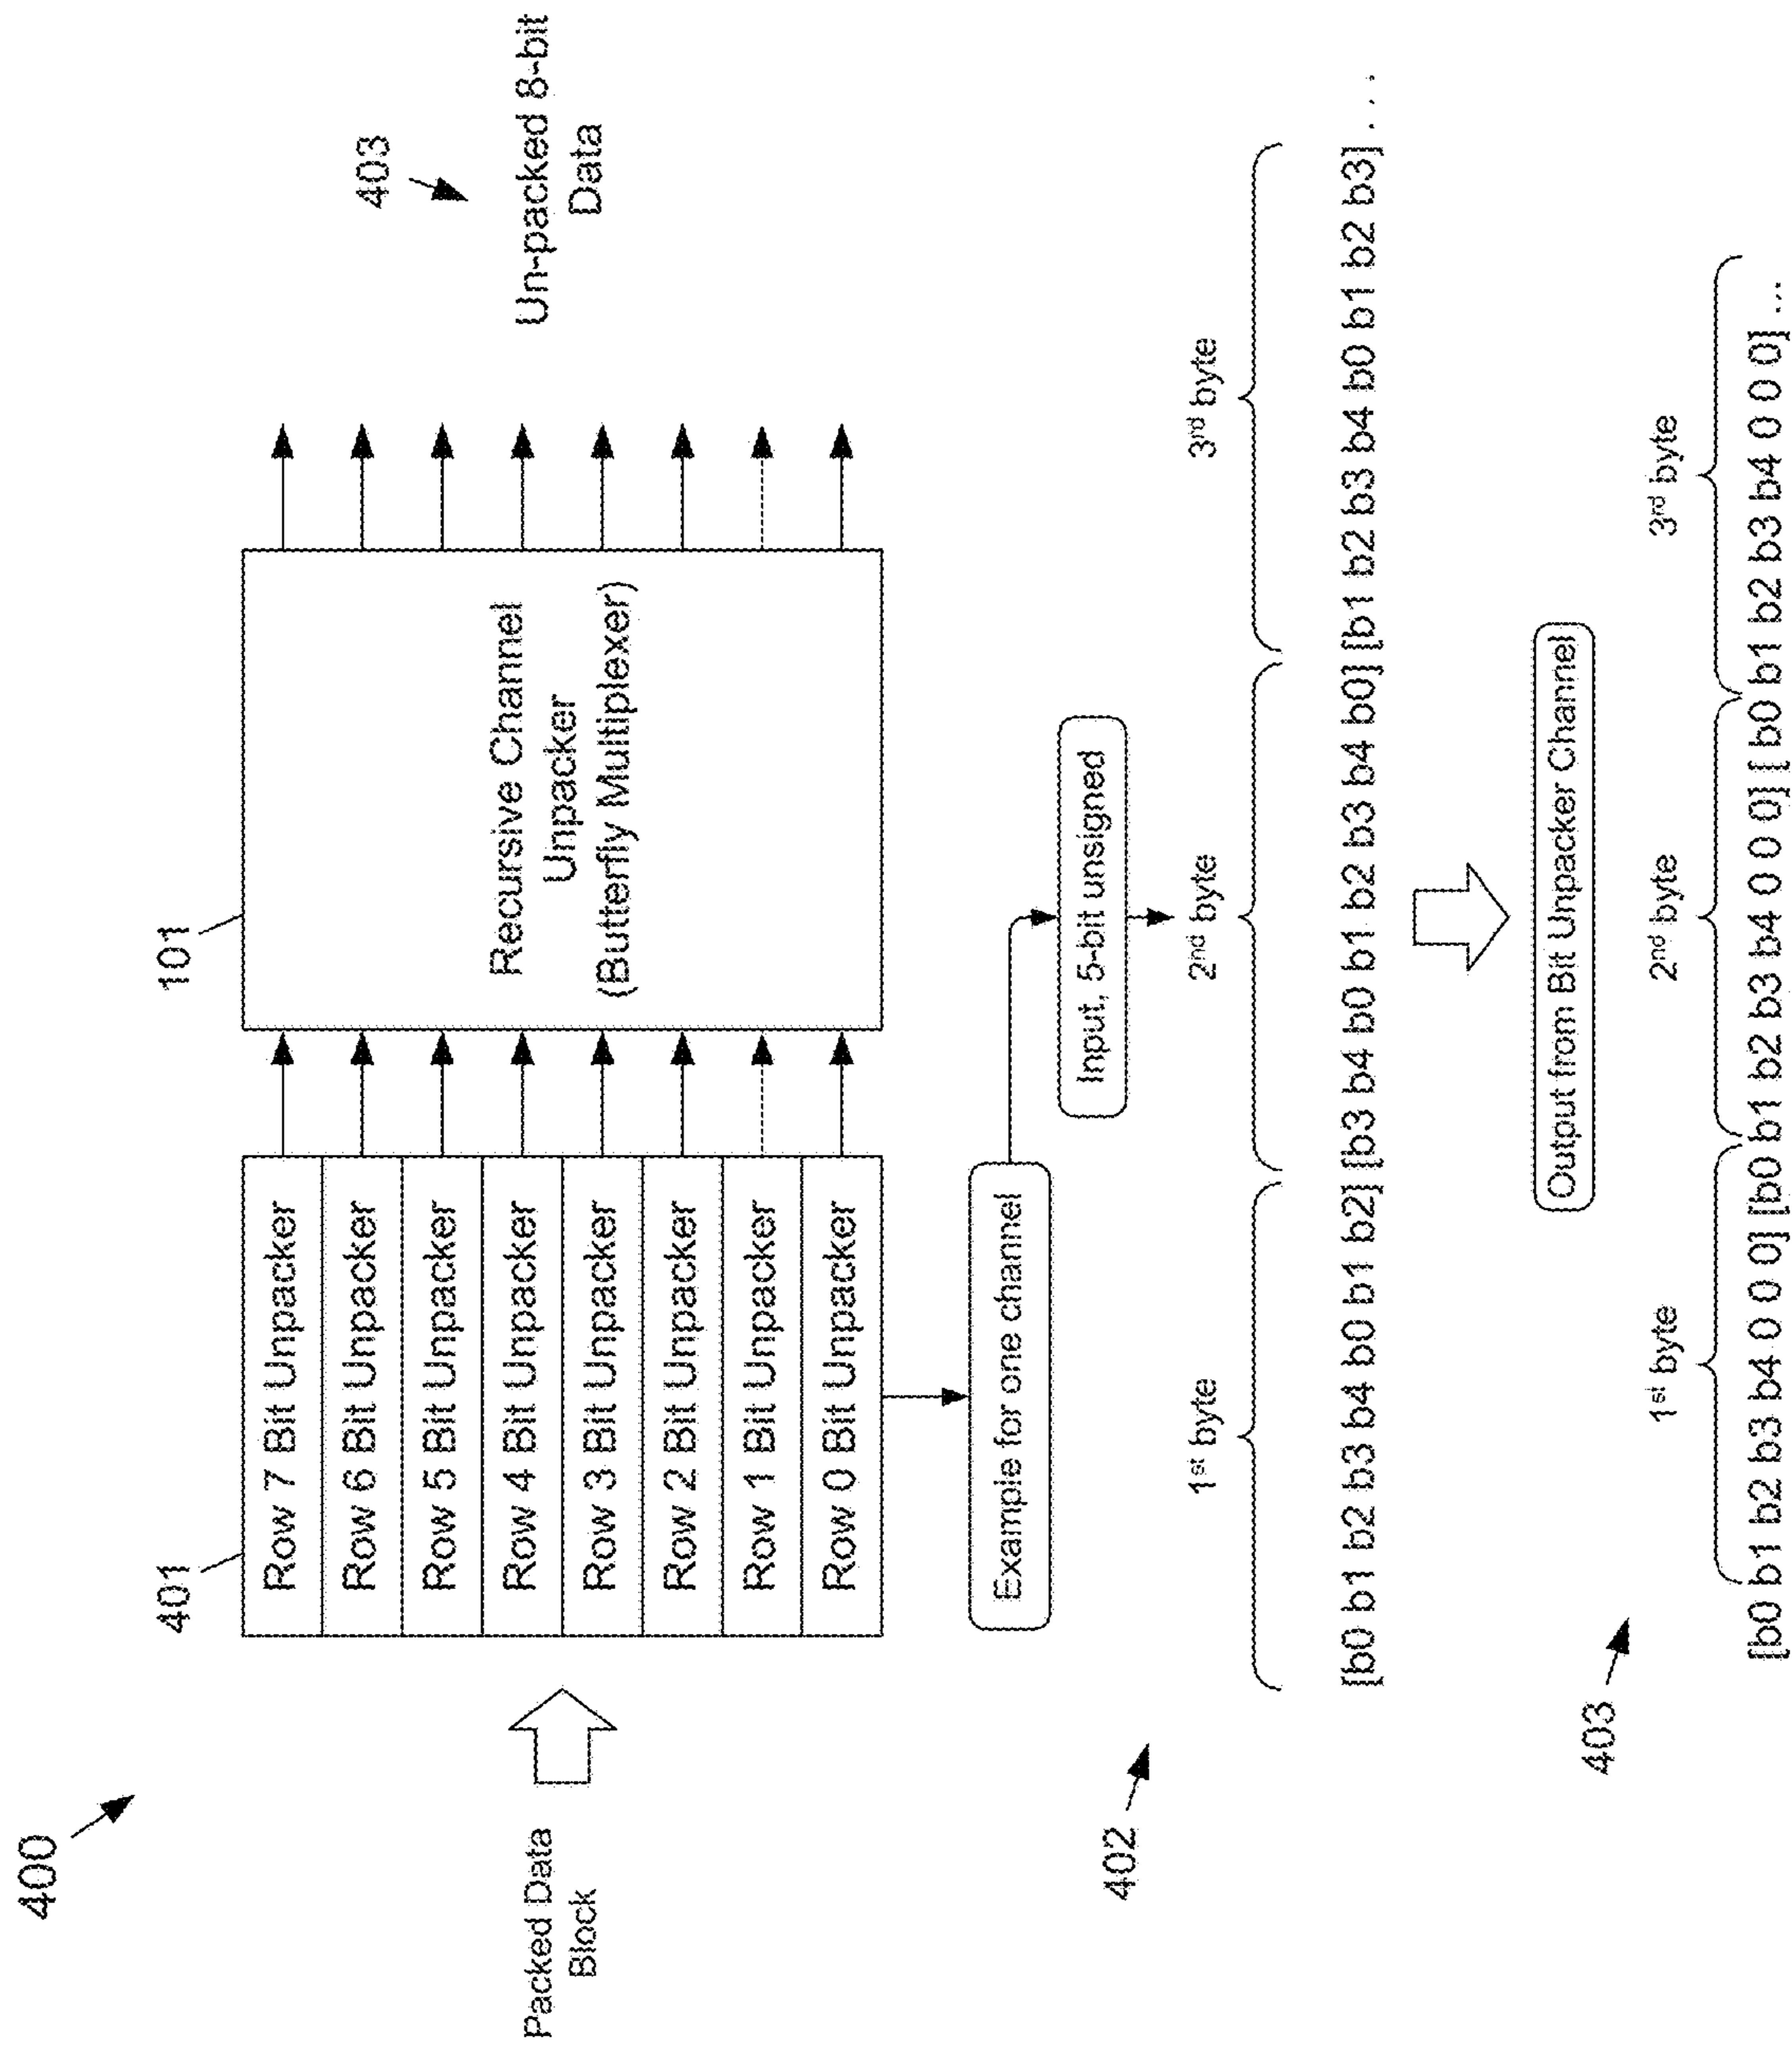 400
401
101
403
Packed Data
Block
Row 7 Bit Unpacker
Row 6 Bit Unpacker
Row 5 Bit Unpacker
Row 4 Bit Unpacker
Row 3 Bit Unpacker
Row 2 Bit Unpacker
Row 1 Bit Unpacker
Row 0 Bit Unpacker
Recursive Channel
Unpacker
(Butterfly Multiplexer)
Un-packed 8-bit
Data
Example for one channel
Input, 5-bit unsigned
402
1st byte
2nd byte
3rd byte
[b0 b1 b2 b3 b4 b0 b1 b2] [b3 b4 b0 b1 b2 b3 b4 b0] [b1 b2 b3 b4 b0 b1 b2 b3]. . . .
Output from Bit Unpacker Channel
403
1st byte
2nd byte
3rd byte
[b0 b1 b2 b3 b4 0 0 0] [b0 b1 b2 b3 b4 0 0 0] [b0 b1 b2 b3 b4 0 0 0] ...